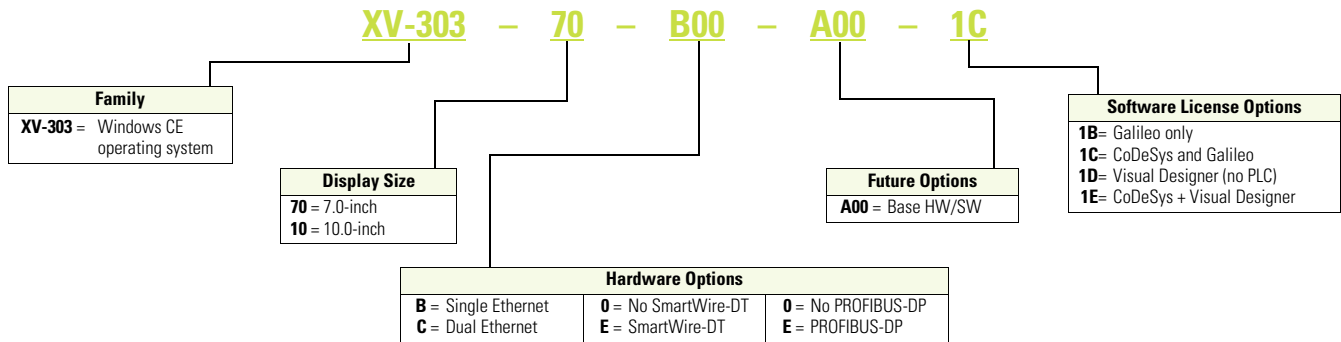 XV-303 – 70 – B00 – A00 – 1C
Family
XV-303 = Windows CE
operating system
Display Size
70 = 7.0-inch
10 = 10.0-inch
Hardware Options
B = Single Ethernet
C = Dual Ethernet
0 = No SmartWire-DT
E = SmartWire-DT
0 = No PROFIBUS-DP
E = PROFIBUS-DP
Future Options
A00 = Base HW/SW
Software License Options
1B= Galileo only
1C= CoDeSys and Galileo
1D= Visual Designer (no PLC)
1E= CoDeSys + Visual Designer